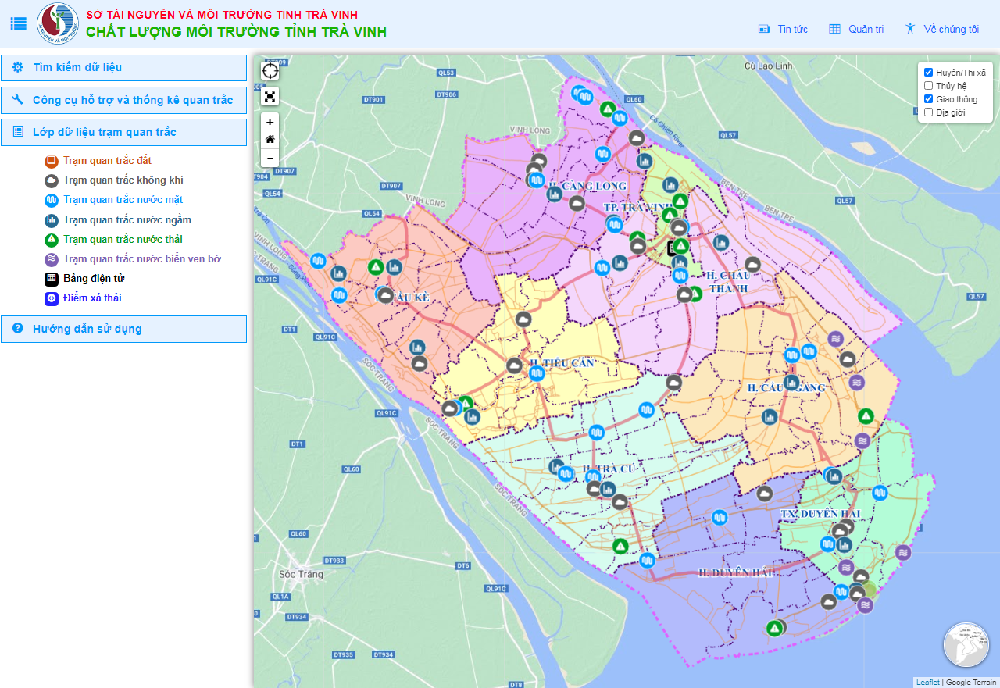 SỞ TÀI NGUYÊN VÀ MÔI TRƯỜNG TỈNH TRÀ VINH
CHẤT LƯỢNG MÔI TRƯỜNG TỈNH TRÀ VINH
Tin tức
Quản trị
Về chúng tôi
Tìm kiếm dữ liệu
Công cụ hỗ trợ và thống kê quan trắc
Lớp dữ liệu trạm quan trắc
Trạm quan trắc đất
Trạm quan trắc không khí
Trạm quan trắc nước mặt
Trạm quan trắc nước ngầm
Trạm quan trắc nước thải
Trạm quan trắc nước biển ven bờ
Bảng điện tử
Điểm xả thải
Hướng dẫn sử dụng
Huyện/Thị xã
Thủy hệ
Giao thông
Địa giới
+
−
Cù Lao Linh
QL53
DT906
DT901
QL60
VINH LONG
Cổ Chiên River
QL57
DT907
DT907
QL54
QL54
VINH LONG
BEN TRE
BEN TRE
QL57
H. CÀNG LONG
TP. TRÀ VINH
VINH LONG
SOC TRANG
QL91C
H. CHÂU
THÀNH
QL57
DT1
QL91C
H. TIỂU CẦN
SOC TRANG
QL91C
SOC TRANG
DT1
QL60
H. TRÀ CÚ
SOC TRANG
TX. DUYÊN HẢI
QL60
DT933
Sóc Trăng
DT6
H. DUYÊN HẢI
QL91C
QL1A
DT934
DT935
DT934
DT8
Leaflet | Google Terrain